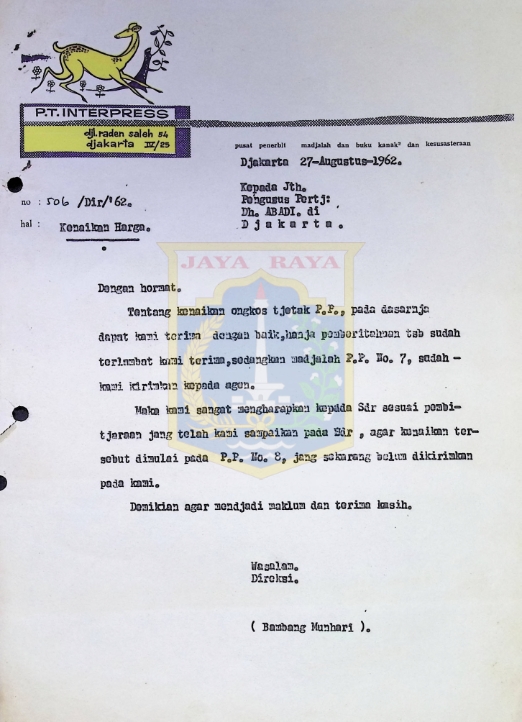 P.T. INTERPRESS
djl. raden saleh 54
djakarta IV/25
pusat penerbit madjalah dan buku kanak² dan kesusasteraan
Djakarta 27-Augustus-1962.
Kepada Jth.
Pengusus Pertj:
Dh. ABADI. di
D j a k a r t a .
no : 506 /Dir/'62.
hal : Kenaikan Harga.
JAYA RAYA
Dengan hormat.
Tentang kenaikan ongkos tjetak P.P., pada dasarnja
dapat kami terima dengan baik,hanja pemberitahuan tsb sudah
terlambat kami terima,sedangkan madjalah P.P. No. 7, sudah -
kami kirimkan kepada agen.
Maka kami sangat mengharapkan kepada Sdr sesuai pembi-
tjeraan jang telah kami sampaikan pada Sdr , agar kenaikan ter-
sebut dimulai pada P.P. No. 8, jang sekarang belum dikirimkan
pada kami.
Demikian agar mendjadi maklum dan terima kasih.
Wasalam.
Direksi.
( Bambang Munhari ).